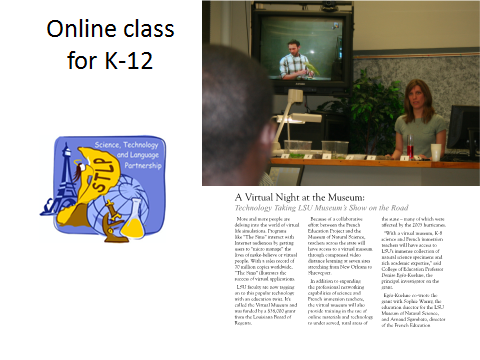 Online class
for K-12
Science, Technology
and Language
Partnership
STLP
A Virtual Night at the Museum:
Technology Taking LSU Museum's Show on the Road
More and more people are
delving into the world of virtual
life simulations. Programs
like "The Sims" interest with
Internet audiences by getting
users to "micro manage" the
lives of make-believe or virtual
people. With a sales record of
70 million copies worldwide,
"The Sims" illustrates the
success of virtual applications.
LSU faculty are now tapping
on to this popular technology
with an education twist. It's
called the Virtual Museum and
was funded by a $38,000 grant
from the Louisiana Board of
Regents.
Because of a collaborative
effort between the French
Education Project and the
Museum of Natural Science,
teachers across the state will
have access to a virtual museum
through compressed video
distance learning at seven sites
stretching from New Orleans to
Shreveport.
In addition to expanding
the professional networking
capabilities of science and
French immersion teachers,
the virtual museum will also
provide training in the use of
online materials and technology
to under served, rural areas of
the state – many of which were
affected by the 2005 hurricanes.
"With a virtual museum, K-8
science and French immersion
teachers will have access to
LSU's immense collection of
natural science specimens and
rich academic expertise," said
College of Education Professor
Denise Egéa-Kuehne, the
principal investigator on the
grant.
Egéa-Kuehne co-wrote the
grant with Sophie Warny, the
education director for the LSU
Museum of Natural Science,
and Arnaud
director
of the French Education